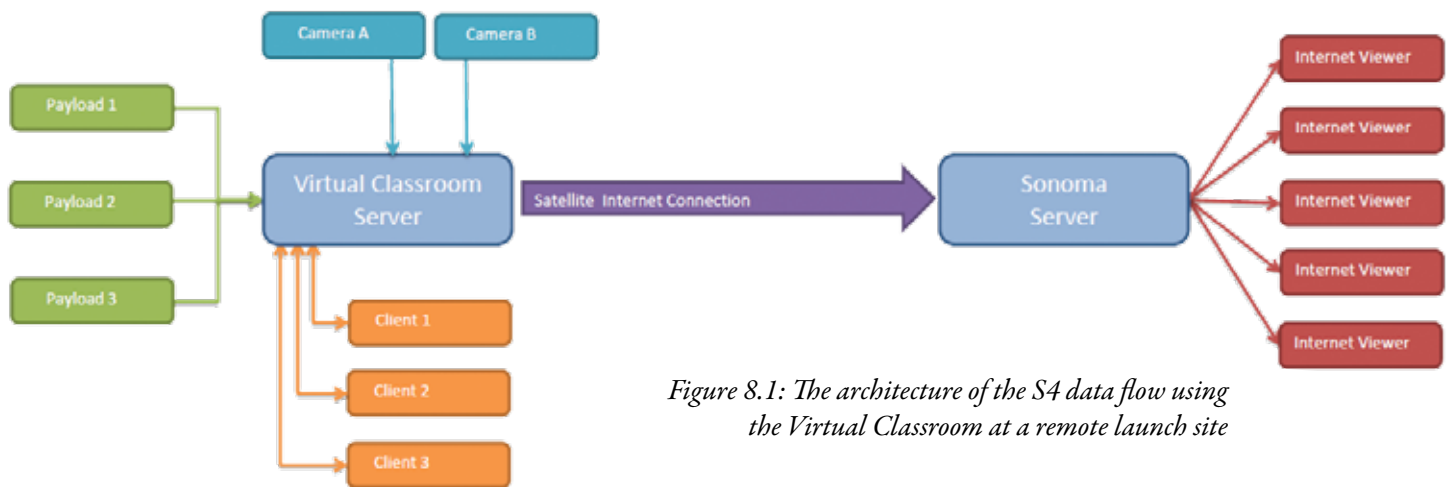 Camera A
Camera B
Payload 1
Payload 2
Payload 3
Virtual Classroom
Server
Satellite Internet Connection
Sonoma
Server
Internet Viewer
Internet Viewer
Internet Viewer
Internet Viewer
Internet Viewer
Client 1
Client 2
Client 3
Figure 8.1: The architecture of the S4 data flow using
the Virtual Classroom at a remote launch site